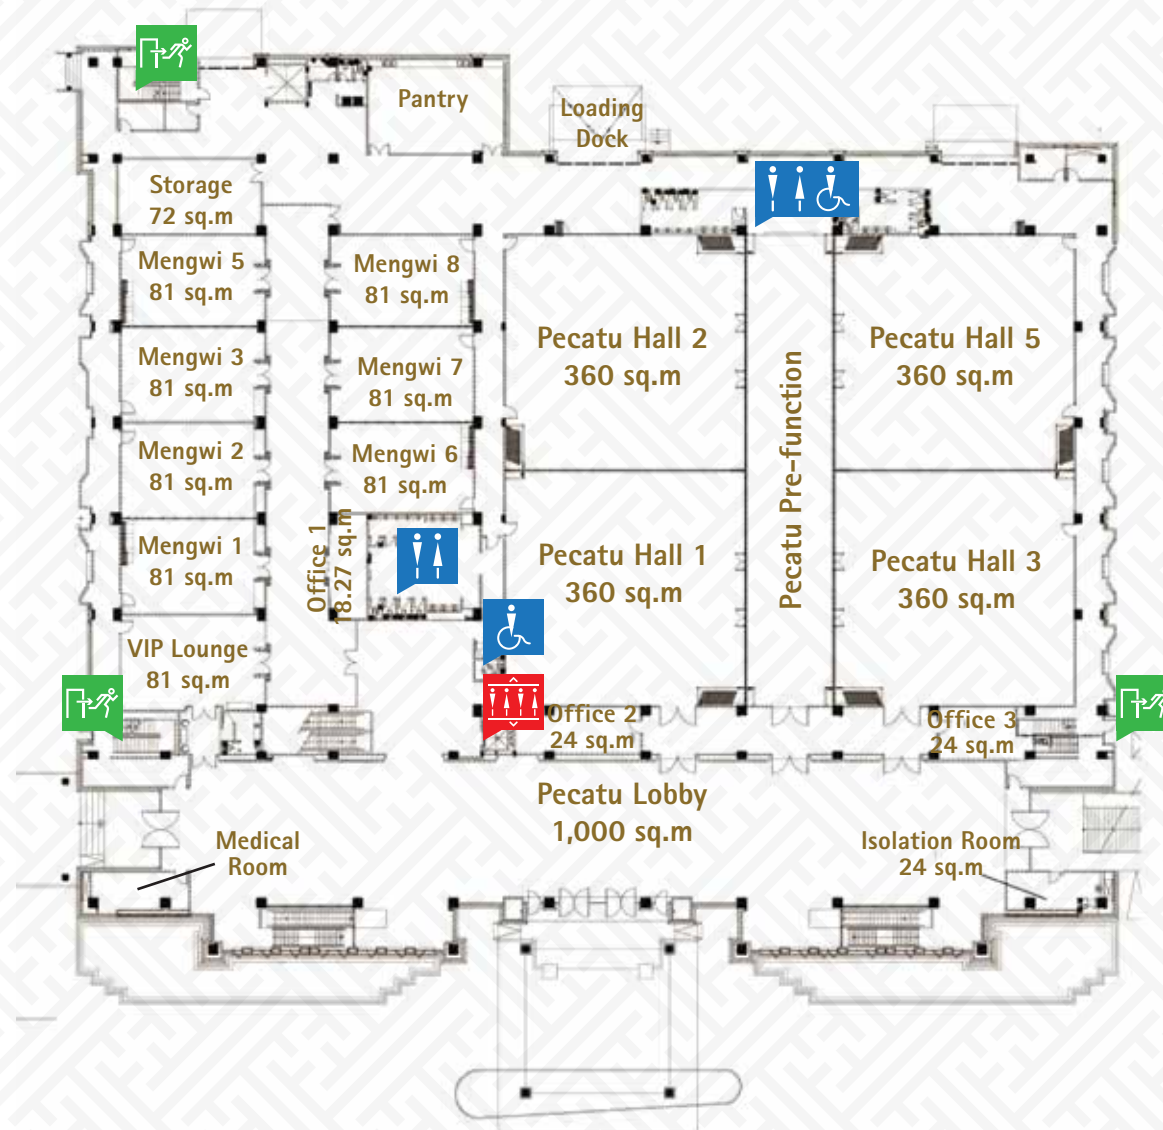 Pantry
Loading
Dock
Storage
72 sq.m
Mengwi 5
81 sq.m
Mengwi 8
81 sq.m
Mengwi 3
81 sq.m
Mengwi 7
81 sq.m
Mengwi 2
81 sq.m
Mengwi 6
81 sq.m
Mengwi 1
81 sq.m
Office 1
18.27 sq.m
VIP Lounge
81 sq.m
Pecatu Hall 2
360 sq.m
Pecatu Pre-function
Pecatu Hall 5
360 sq.m
Pecatu Hall 1
360 sq.m
Pecatu Hall 3
360 sq.m
Office 2
24 sq.m
Office 3
24 sq.m
Pecatu Lobby
1,000 sq.m
Medical
Room
Isolation Room
24 sq.m